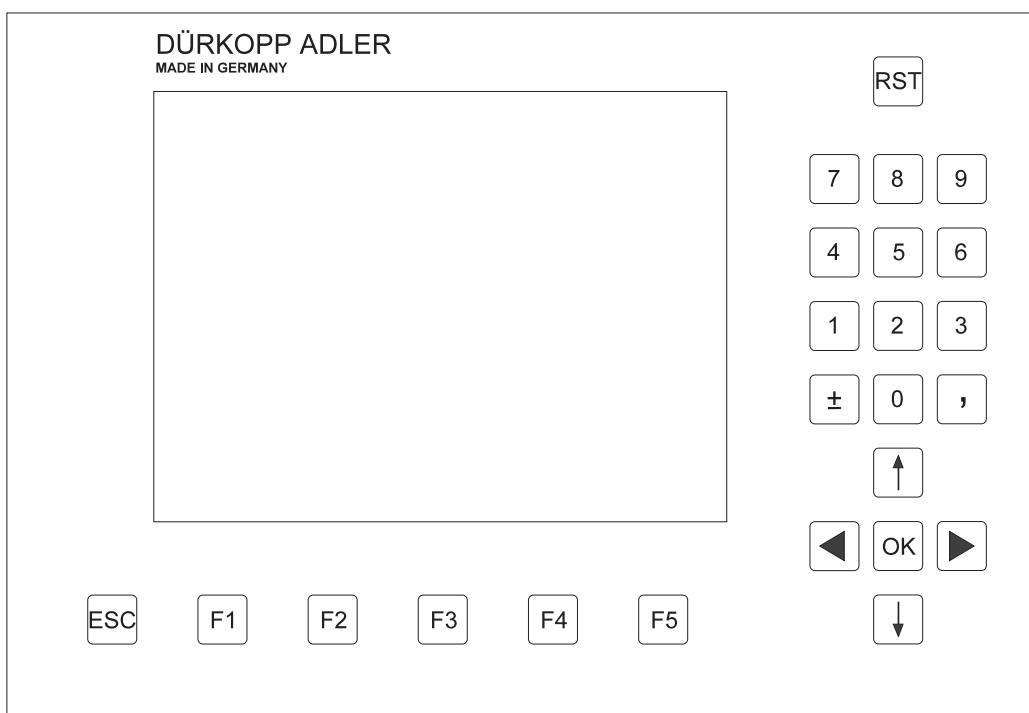 DÜRKOPP ADLER
MADE IN GERMANY
RST
7 8 9
4 5 6
1 2 3
± 0 ,
OK
ESC F1 F2 F3 F4 F5